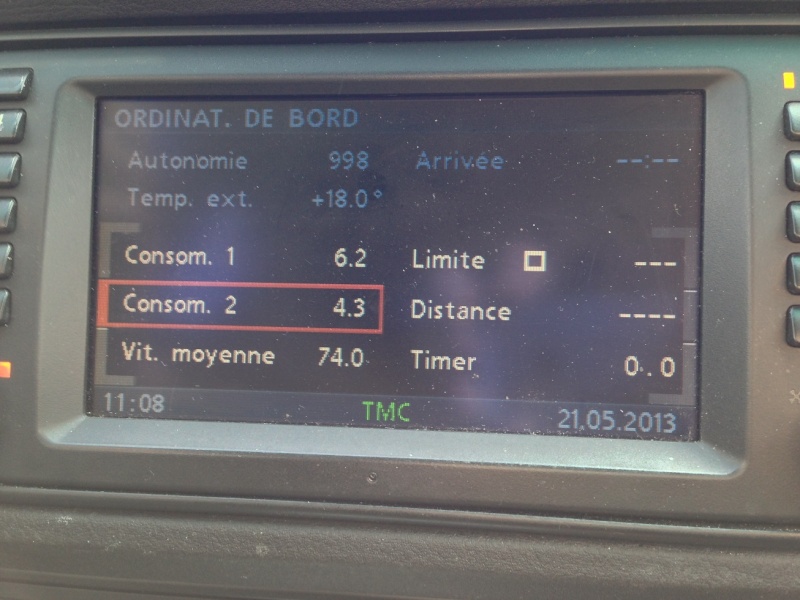 ORDINAT. DE BORD
Autonomie 998 Arrivée --:--
Temp. ext. +18.0°
Consom. 1 6.2 Limite ---
Consom. 2 4.3 Distance ----
Vit. moyenne 74.0 Timer 0..0
11:08 TMC 21.05.2013